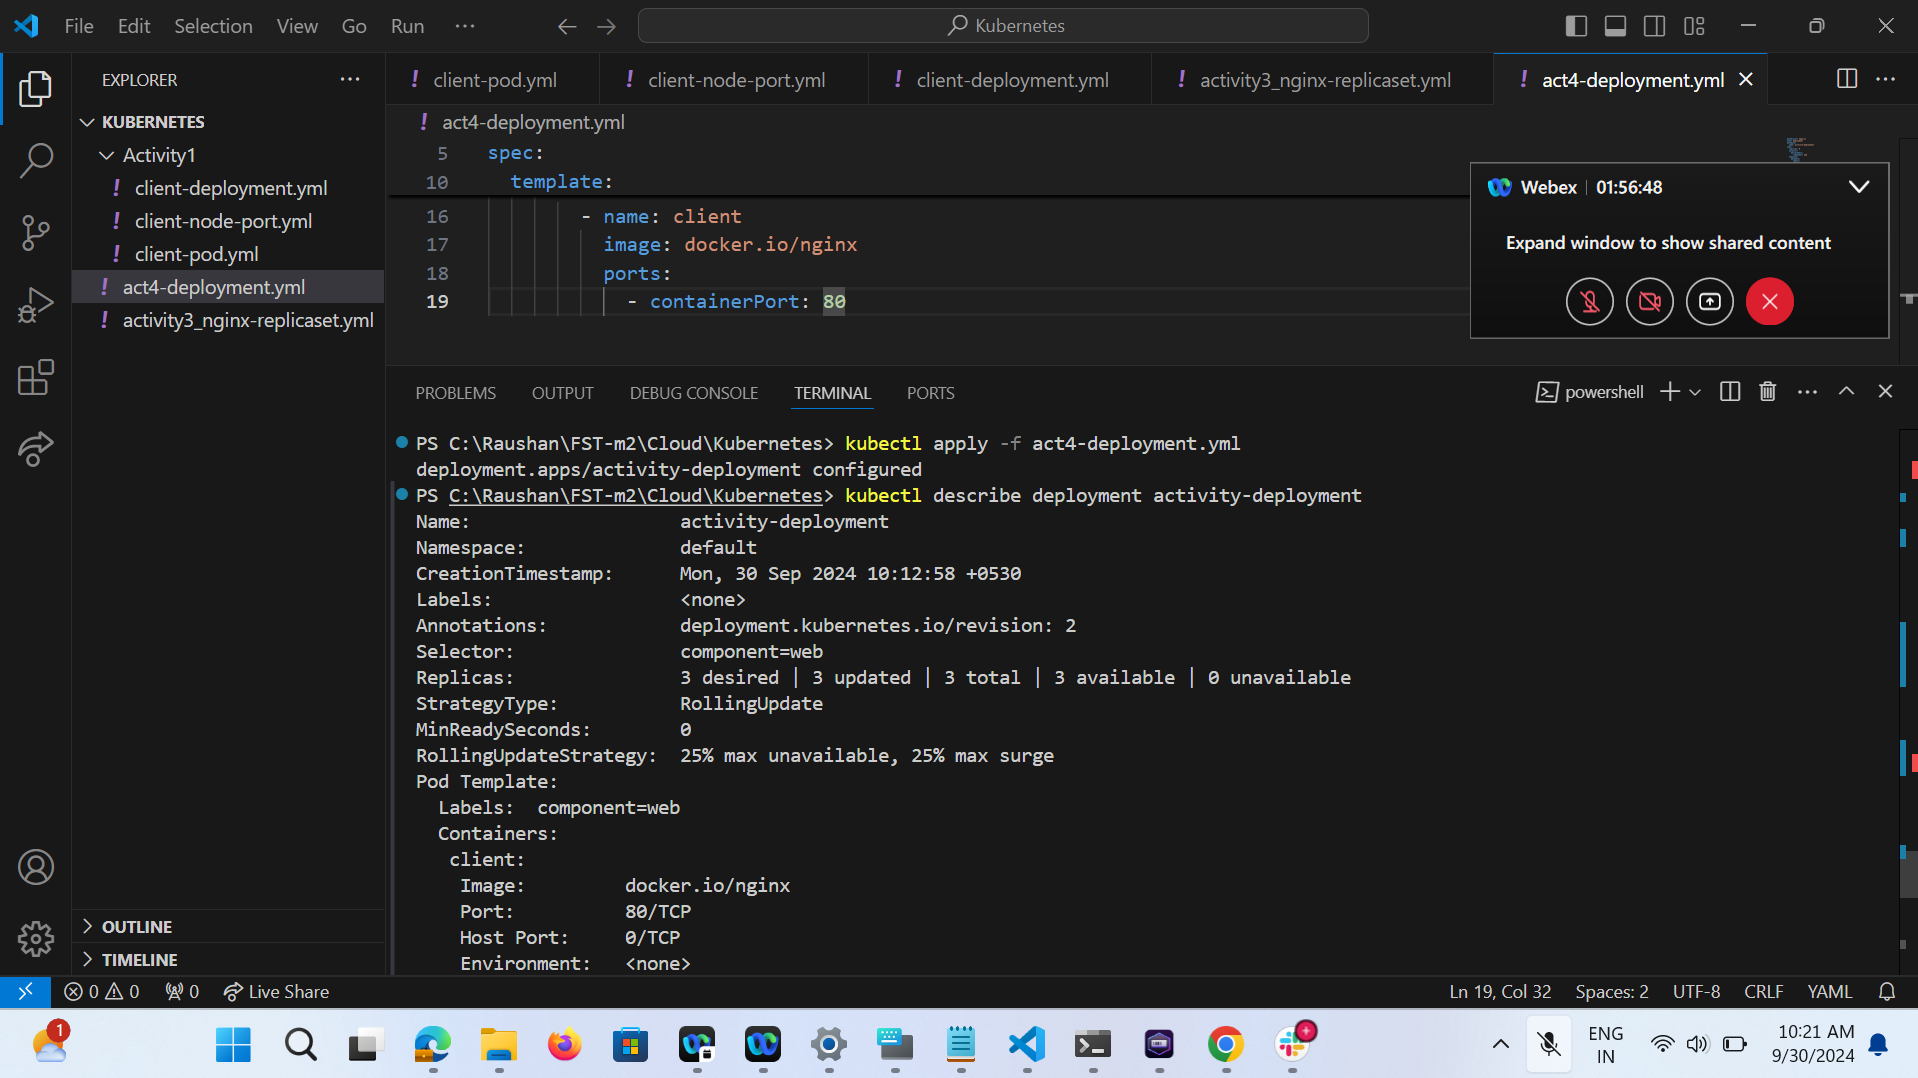 File Edit Selection View Go Run ··· Kubernetes
EXPLORER ···
KUBERNETES
Activity1
! client-deployment.yml
! client-node-port.yml
! client-pod.yml
! act4-deployment.yml
! activity3_nginx-replicaset.yml
OUTLINE
TIMELINE
! client-pod.yml ! client-node-port.yml ! client-deployment.yml ! activity3_nginx-replicaset.yml ! act4-deployment.yml
! act4-deployment.yml
5 spec:
10 template:
16 - name: client
17 image: docker.io/nginx
18 ports:
19 - containerPort: 80
Webex | 01:56:48
Expand window to show shared content
PROBLEMS OUTPUT DEBUG CONSOLE TERMINAL PORTS powershell
PS C:\Raushan\FST-m2\Cloud\Kubernetes> kubectl apply -f act4-deployment.yml
deployment.apps/activity-deployment configured
PS C:\Raushan\FST-m2\Cloud\Kubernetes> kubectl describe deployment activity-deployment
Name: activity-deployment
Namespace: default
CreationTimestamp: Mon, 30 Sep 2024 10:12:58 +0530
Labels: <none>
Annotations: deployment.kubernetes.io/revision: 2
Selector: component=web
Replicas: 3 desired | 3 updated | 3 total | 3 available | 0 unavailable
StrategyType: RollingUpdate
MinReadySeconds: 0
RollingUpdateStrategy: 25% max unavailable, 25% max surge
Pod Template:
Labels: component=web
Containers:
client:
Image: docker.io/nginx
Port: 80/TCP
Host Port: 0/TCP
Environment: <none>
0 0 0 Live Share Ln 19, Col 32 Spaces: 2 UTF-8 CRLF YAML
1
ENG
IN
10:21 AM
9/30/2024